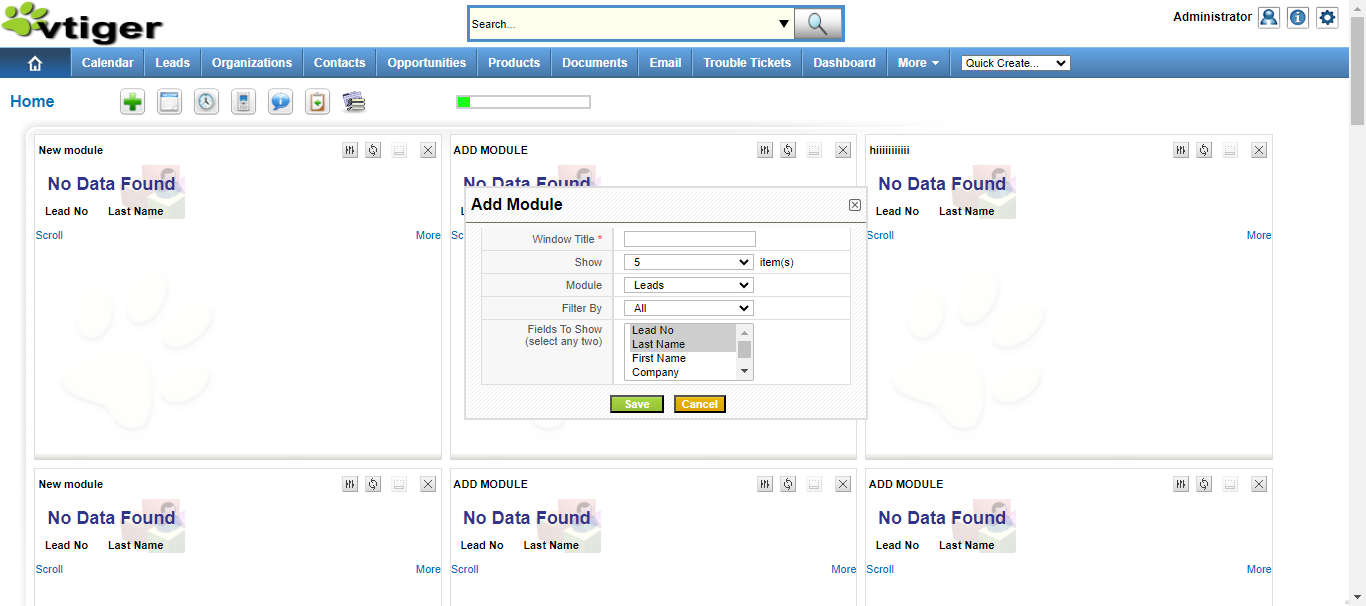 vtiger
Search...
Administrator
Calendar Leads Organizations Contacts Opportunities Products Documents Email Trouble Tickets Dashboard More Quick Create...
Home
New module
ADD MODULE
hiiiiiiiiiii
No Data Found
No Data Found
No Data Found
Lead No Last Name
L
Lead No Last Name
Scroll More
Sc
Scroll More
Add Module
Window Title *
Show 5 item(s)
Module Leads
Filter By All
Fields To Show
(select any two)
Lead No
Last Name
First Name
Company
Save Cancel
New module
ADD MODULE
ADD MODULE
No Data Found
No Data Found
No Data Found
Lead No Last Name
Lead No Last Name
Lead No Last Name
Scroll More
Scroll More
Scroll More